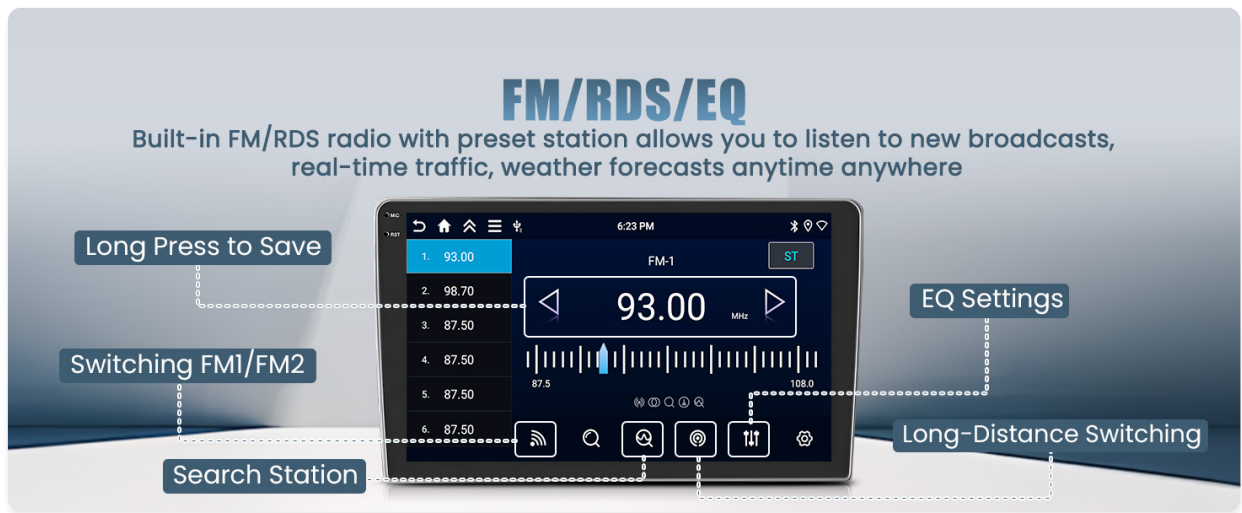 FM/RDS/EQ
Built-in FM/RDS radio with preset station allows you to listen to new broadcasts,
real-time traffic, weather forecasts anytime anywhere
MIC
RST
6:23 PM
Long Press to Save
1. 93.00
FM-1
ST
2. 98.70
93.00 MHz
EQ Settings
3. 87.50
Switching FM1/FM2
4. 87.50
87.5
108.0
5. 87.50
6. 87.50
Long-Distance Switching
Search Station